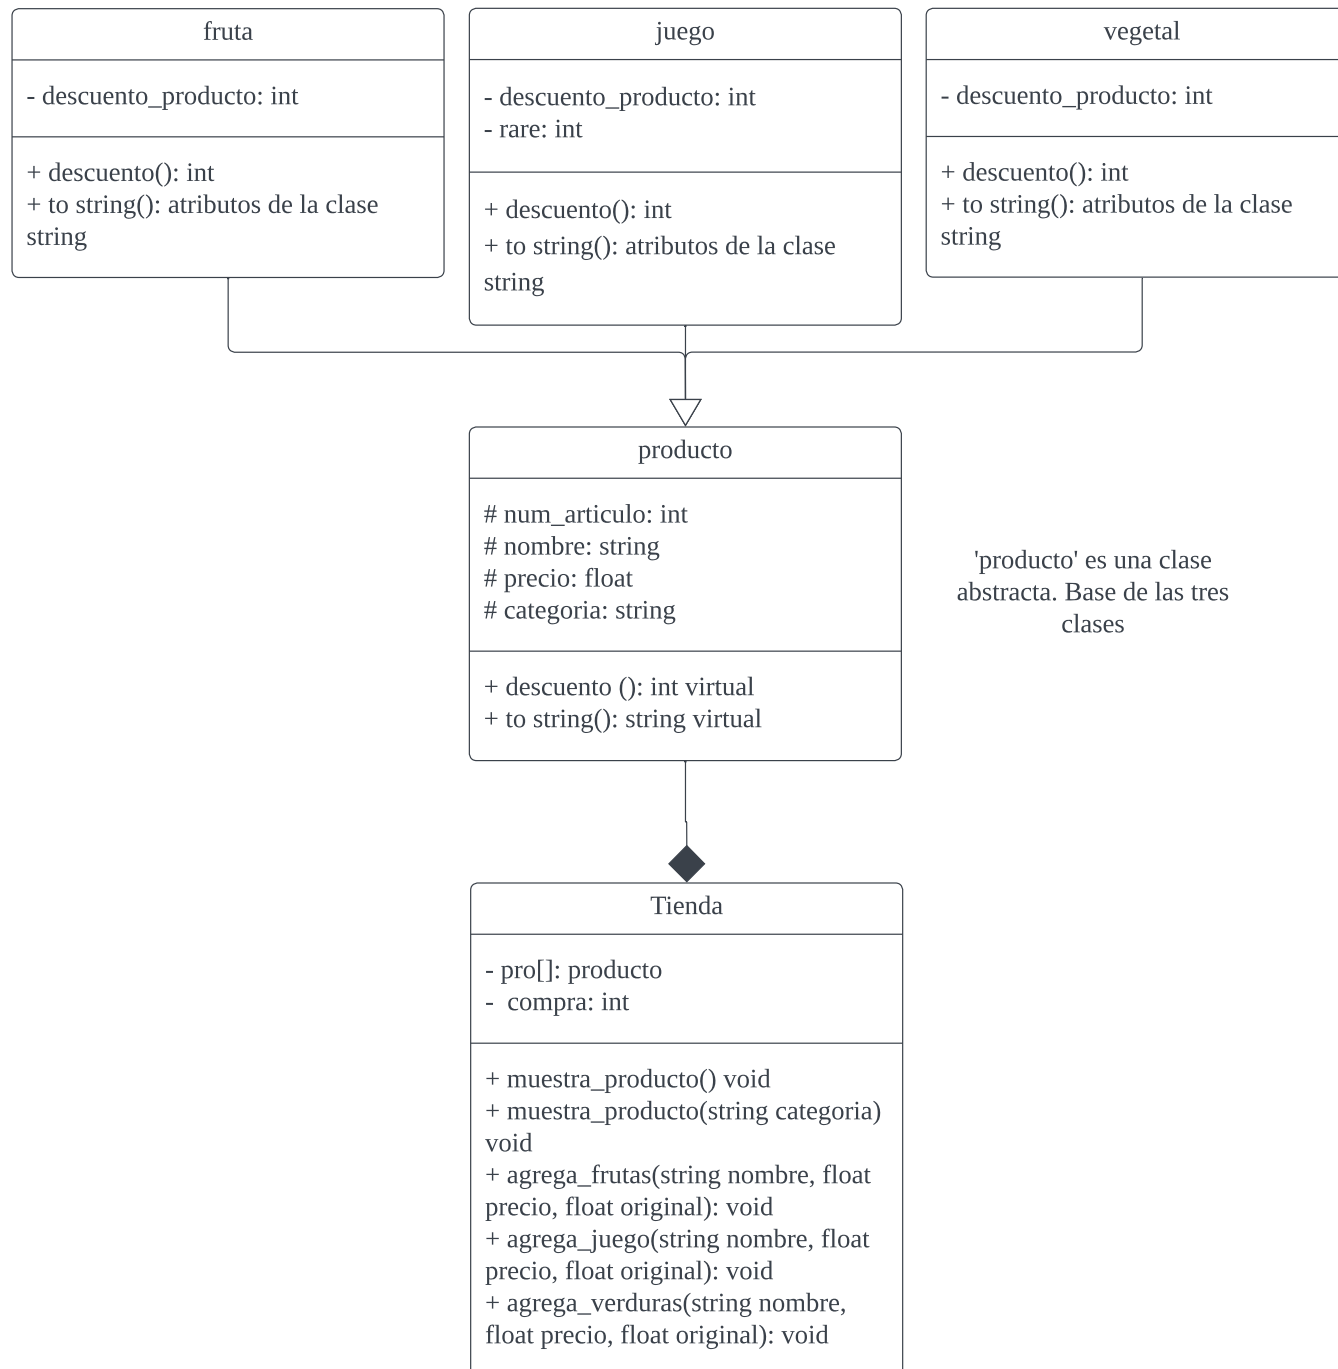 fruta
- descuento_producto: int
+ descuento(): int
+ to string(): atributos de la clase
string
juego
- descuento_producto: int
- rare: int
+ descuento(): int
+ to string(): atributos de la clase
string
vegetal
- descuento_producto: int
+ descuento(): int
+ to string(): atributos de la clase
string
producto
# num_articulo: int
# nombre: string
# precio: float
# categoria: string
+ descuento (): int virtual
+ to string(): string virtual
'producto' es una clase
abstracta. Base de las tres
clases
Tienda
- pro[]: producto
-  compra: int
+ muestra_producto() void
+ muestra_producto(string categoria)
void
+ agrega_frutas(string nombre, float
precio, float original): void
+ agrega_juego(string nombre, float
precio, float original): void
+ agrega_verduras(string nombre,
float precio, float original): void